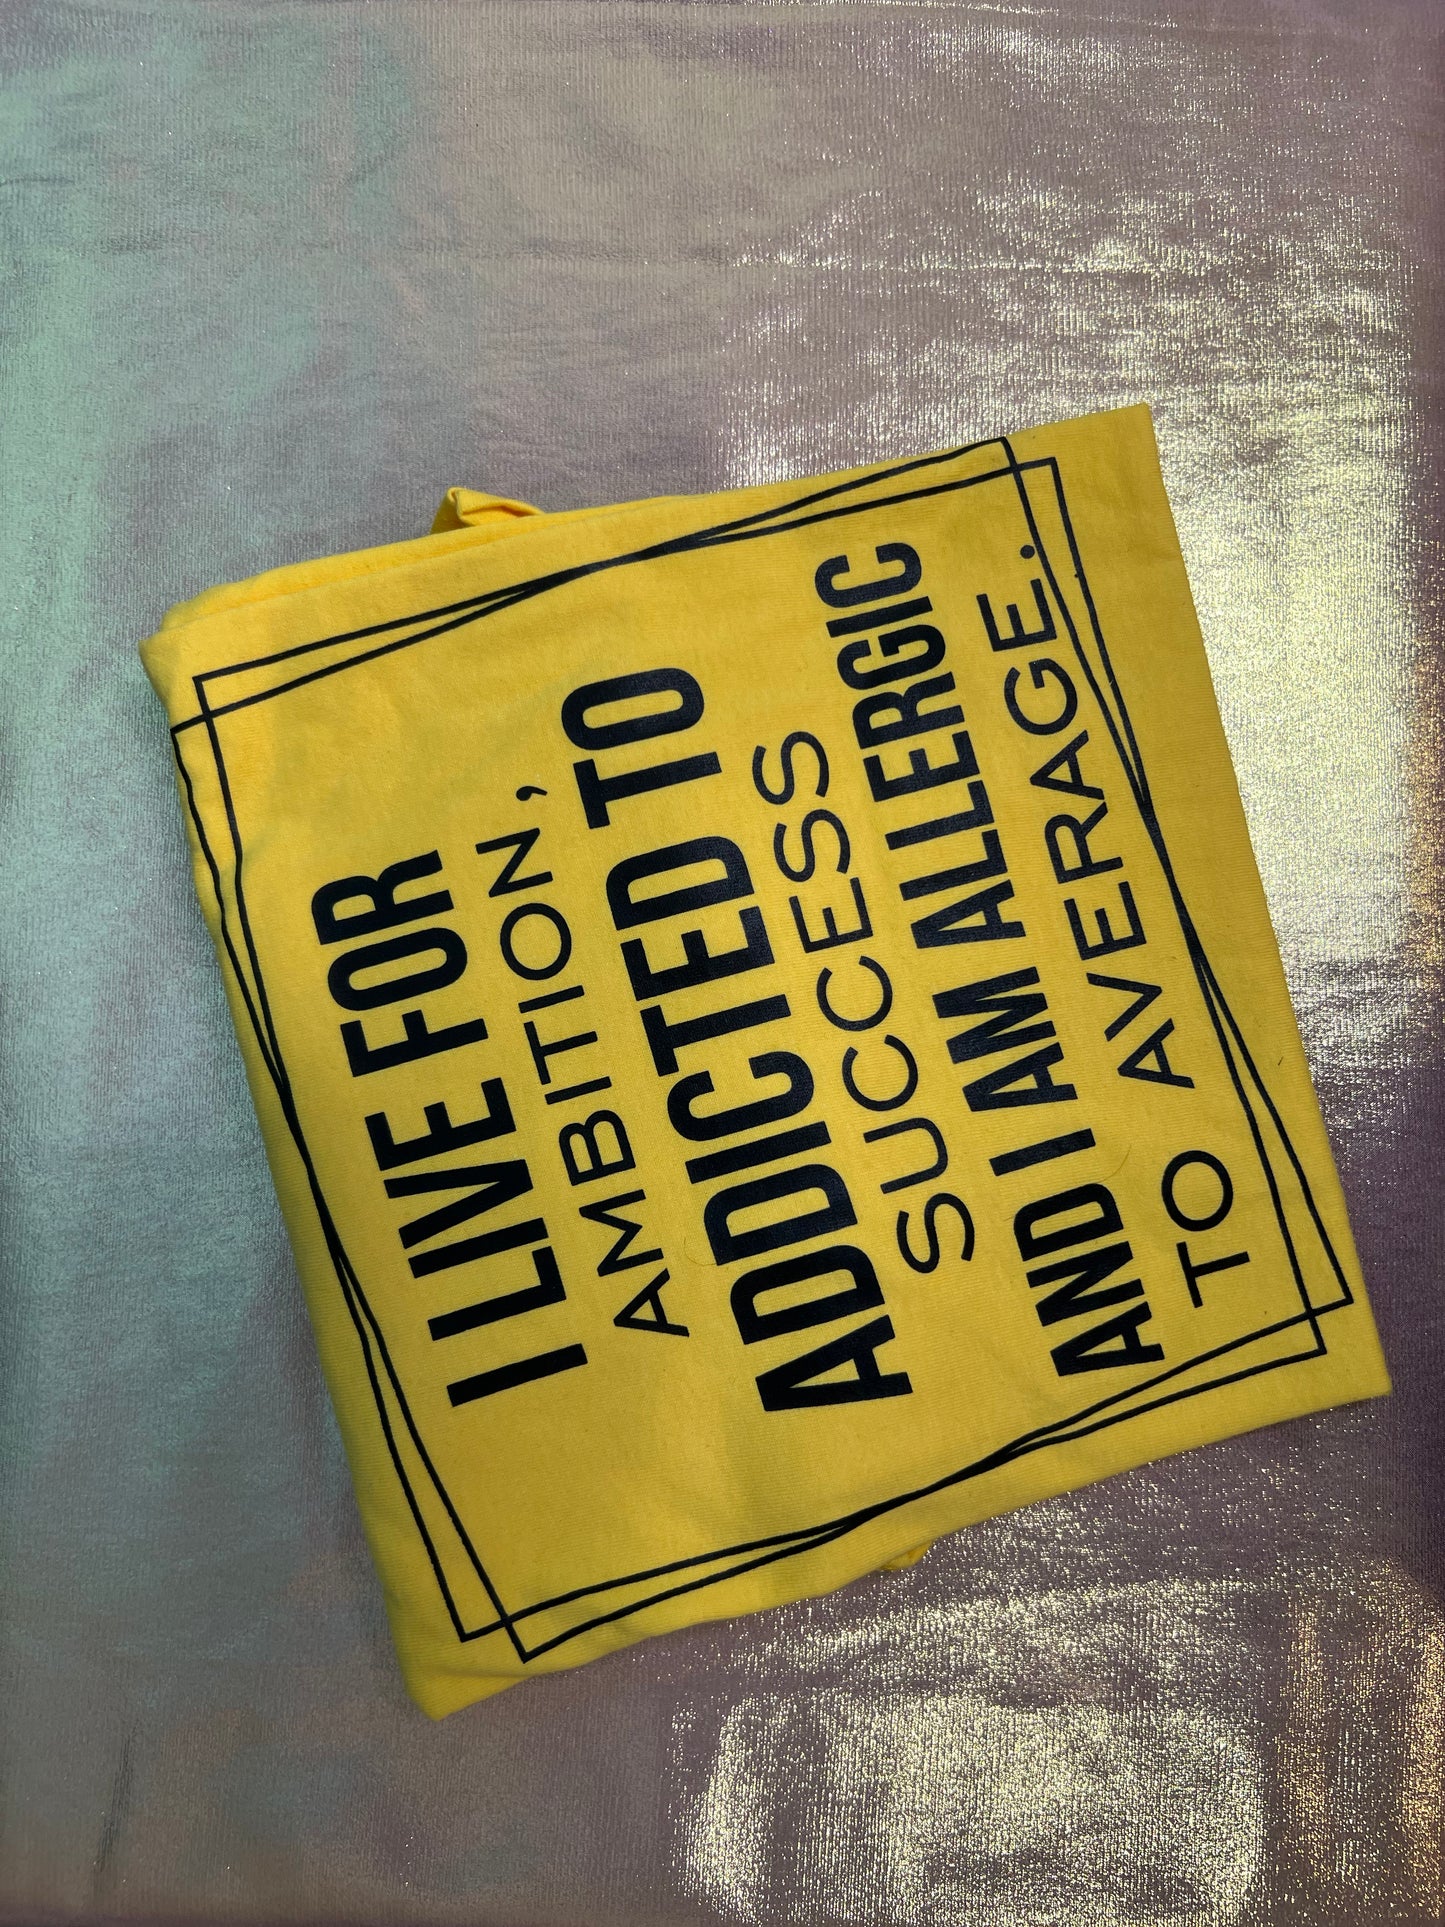 I LIVE FOR
AMBITION,
ADDICTED TO
SUCCESS
AND I AM ALLERGIC
TO AVERAGE.